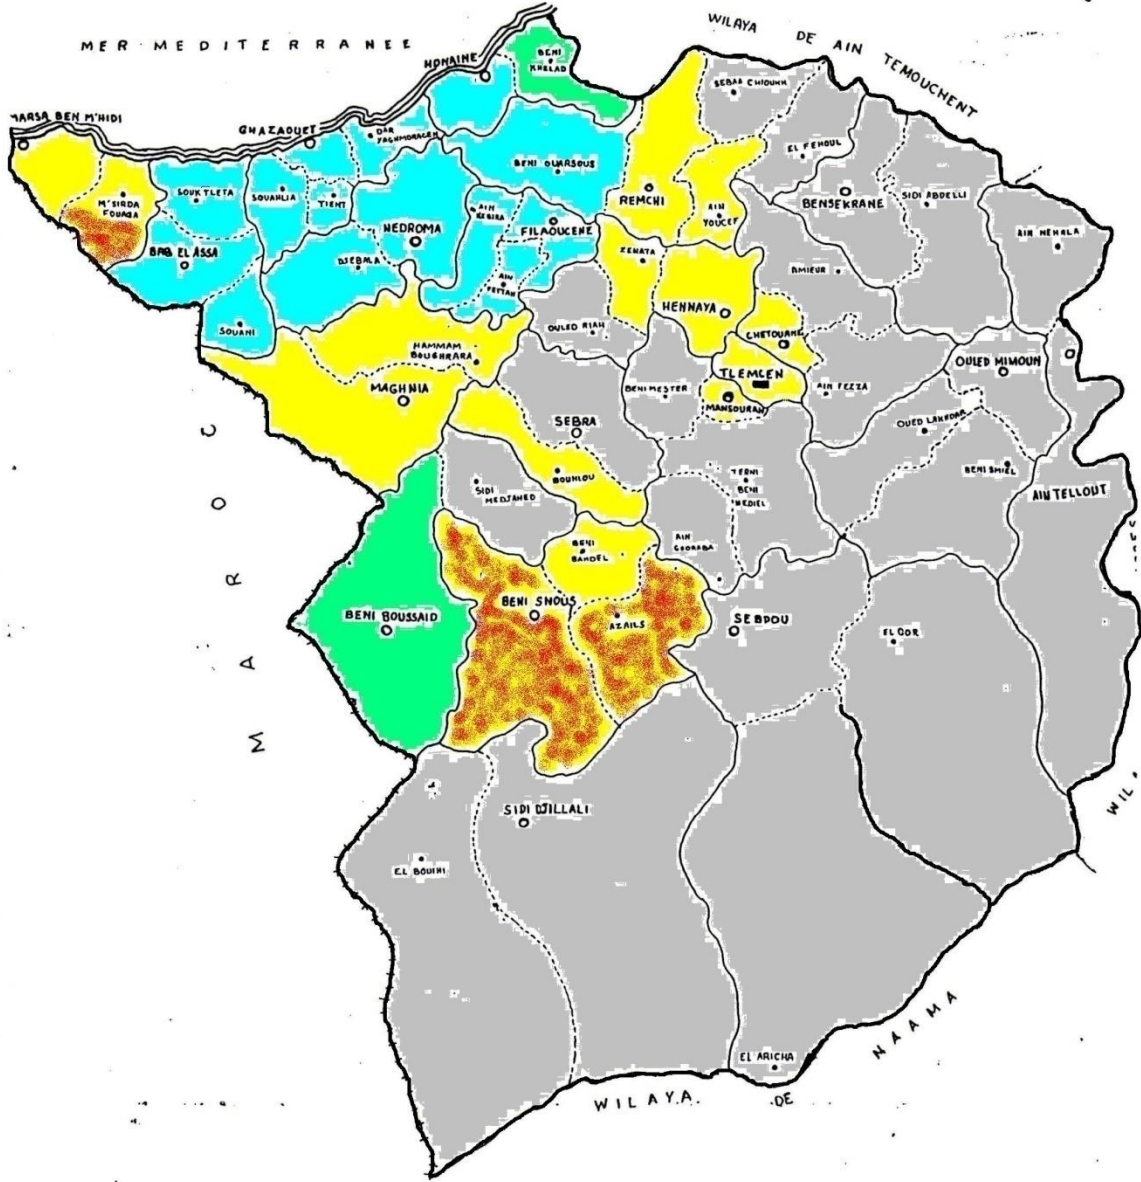 MER MEDITERRANEE
WILAYA DE AIN TEMOUCHENT
HONAINE
BENI
KHELAD
SEBAA CHIOUKH
MARSA BEN M'HIDI
GHAZAOUET
DAR
YAGHMORACEN
EL FEHOUL
BENI OUARSOUS
M'SIRDA
FOUAGA
SOUK TLETA
SOUAHLIA
TIENT
AIN
KEBIRA
REMCHI
AIN
YOUCEF
BENSEKRANE
SIDI ABDELLI
NEDROMA
FILAOUCENE
AIN NEHALA
BAB EL ASSA
DJEBALA
ZENATA
AMIEUR
AIN
FETTAH
SOUANI
OULED RIAH
HENNAYA
CHETOUANE
HAMMAM
BOUGHRARA
TLEMCEN
OULED MIMOUN
MAGHNIA
BENI MESTER
MANSOURAH
AIN FEZZA
SEBRA
OUED LAKHDAR
BOUHLOU
TERNI
BENI
HEDIEL
BENI SMIEL
SIDI
MEDJAHED
AIN TELLOUT
MAROC
BENI
BAHDEL
AIN
GHORABA
BENI BOUSSAID
BENI SNOUS
AZAILS
SEBDOU
EL GOR
SIDI DJILLALI
WIL.
EL BOUIHI
EL ARICHA
WILAYA DE NAAMA